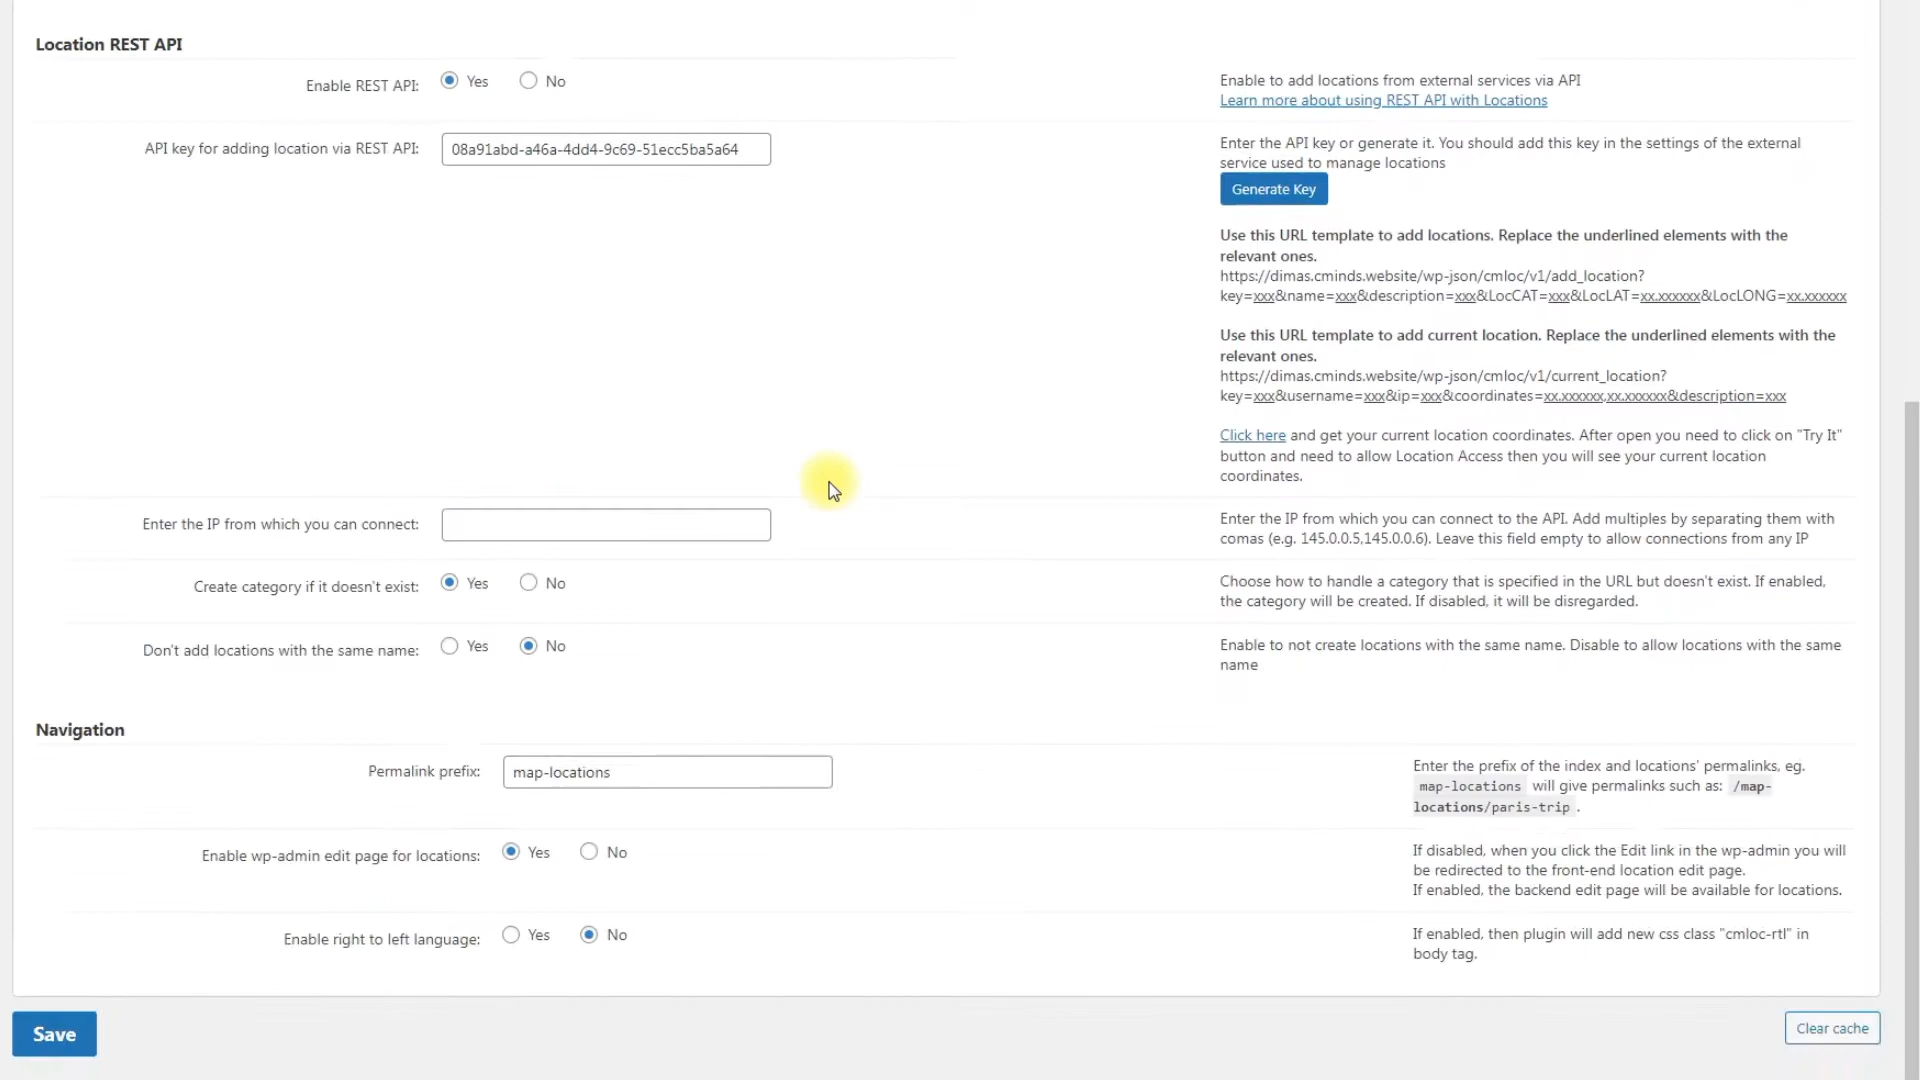 Location REST API
Enable REST API:
Yes
No
Enable to add locations from external services via API
Learn more about using REST API with Locations
API key for adding location via REST API:
08a91abd-a46a-4dd4-9c69-51ecc5ba5a64
Enter the API key or generate it. You should add this key in the settings of the external
service used to manage locations
Generate Key
Use this URL template to add locations. Replace the underlined elements with the
relevant ones.
https://dimas.cminds.website/wp-json/cmloc/v1/add_location?
key=xxx&name=xxx&description=xxx&LocCAT=xxx&LocLAT=xx.xxxxxx&LocLONG=xx.xxxxxx
Use this URL template to add current location. Replace the underlined elements with the
relevant ones.
https://dimas.cminds.website/wp-json/cmloc/v1/current_location?
key=xxx&username=xxx&ip=xxx&coordinates=xx.xxxxxx,xx.xxxxxx&description=xxx
Click here and get your current location coordinates. After open you need to click on "Try It"
button and need to allow Location Access then you will see your current location
coordinates.
Enter the IP from which you can connect:
Enter the IP from which you can connect to the API. Add multiples by separating them with
comas (e.g. 145.0.0.5,145.0.0.6). Leave this field empty to allow connections from any IP
Create category if it doesn't exist:
Yes
No
Choose how to handle a category that is specified in the URL but doesn't exist. If enabled,
the category will be created. If disabled, it will be disregarded.
Don't add locations with the same name:
Yes
No
Enable to not create locations with the same name. Disable to allow locations with the same
name
Navigation
Permalink prefix:
map-locations
Enter the prefix of the index and locations' permalinks, eg.
map-locations will give permalinks such as: /map-
locations/paris-trip .
Enable wp-admin edit page for locations:
Yes
No
If disabled, when you click the Edit link in the wp-admin you will
be redirected to the front-end location edit page.
If enabled, the backend edit page will be available for locations.
Enable right to left language:
Yes
No
If enabled, then plugin will add new css class "cmloc-rtl" in
body tag.
Save
Clear cache